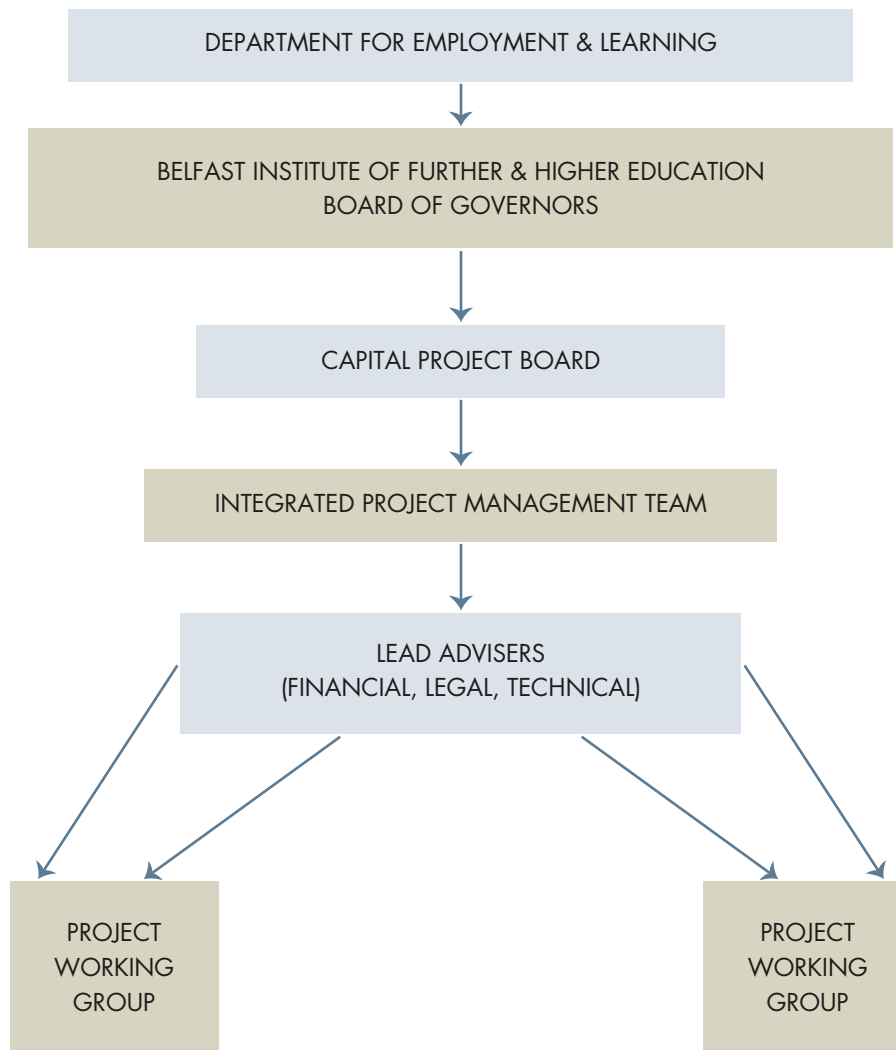 DEPARTMENT FOR EMPLOYMENT & LEARNING
BELFAST INSTITUTE OF FURTHER & HIGHER EDUCATION
BOARD OF GOVERNORS
CAPITAL PROJECT BOARD
INTEGRATED PROJECT MANAGEMENT TEAM
LEAD ADVISERS
(FINANCIAL, LEGAL, TECHNICAL)
PROJECT
WORKING
GROUP
PROJECT
WORKING
GROUP